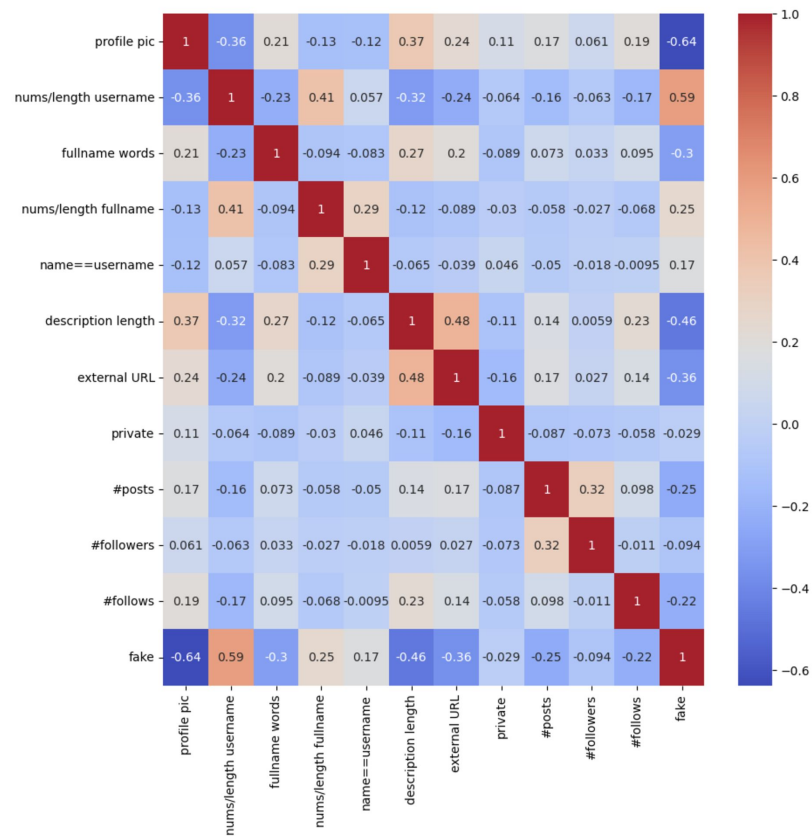 profile pic 1 -0.36 0.21 -0.13 -0.12 0.37 0.24 0.11 0.17 0.061 0.19 -0.64
nums/length username -0.36 1 -0.23 0.41 0.057 -0.32 -0.24 -0.064 -0.16 -0.063 -0.17 0.59
fullname words 0.21 -0.23 1 -0.094 -0.083 0.27 0.2 -0.089 0.073 0.033 0.095 -0.3
nums/length fullname -0.13 0.41 -0.094 1 0.29 -0.12 -0.089 -0.03 -0.058 -0.027 -0.068 0.25
name==username -0.12 0.057 -0.083 0.29 1 -0.065 -0.039 0.046 -0.05 -0.018 -0.0095 0.17
description length 0.37 -0.32 0.27 -0.12 -0.065 1 0.48 -0.11 0.14 0.0059 0.23 -0.46
external URL 0.24 -0.24 0.2 -0.089 -0.039 0.48 1 -0.16 0.17 0.027 0.14 -0.36
private 0.11 -0.064 -0.089 -0.03 0.046 -0.11 -0.16 1 -0.087 -0.073 -0.058 -0.029
#posts 0.17 -0.16 0.073 -0.058 -0.05 0.14 0.17 -0.087 1 0.32 0.098 -0.25
#followers 0.061 -0.063 0.033 -0.027 -0.018 0.0059 0.027 -0.073 0.32 1 -0.011 -0.094
#follows 0.19 -0.17 0.095 -0.068 -0.0095 0.23 0.14 -0.058 0.098 -0.011 1 -0.22
fake -0.64 0.59 -0.3 0.25 0.17 -0.46 -0.36 -0.029 -0.25 -0.094 -0.22 1
profile pic
nums/length username
fullname words
nums/length fullname
name==username
description length
external URL
private
#posts
#followers
#follows
fake
1.0
0.8
0.6
0.4
0.2
0.0
−0.2
−0.4
−0.6